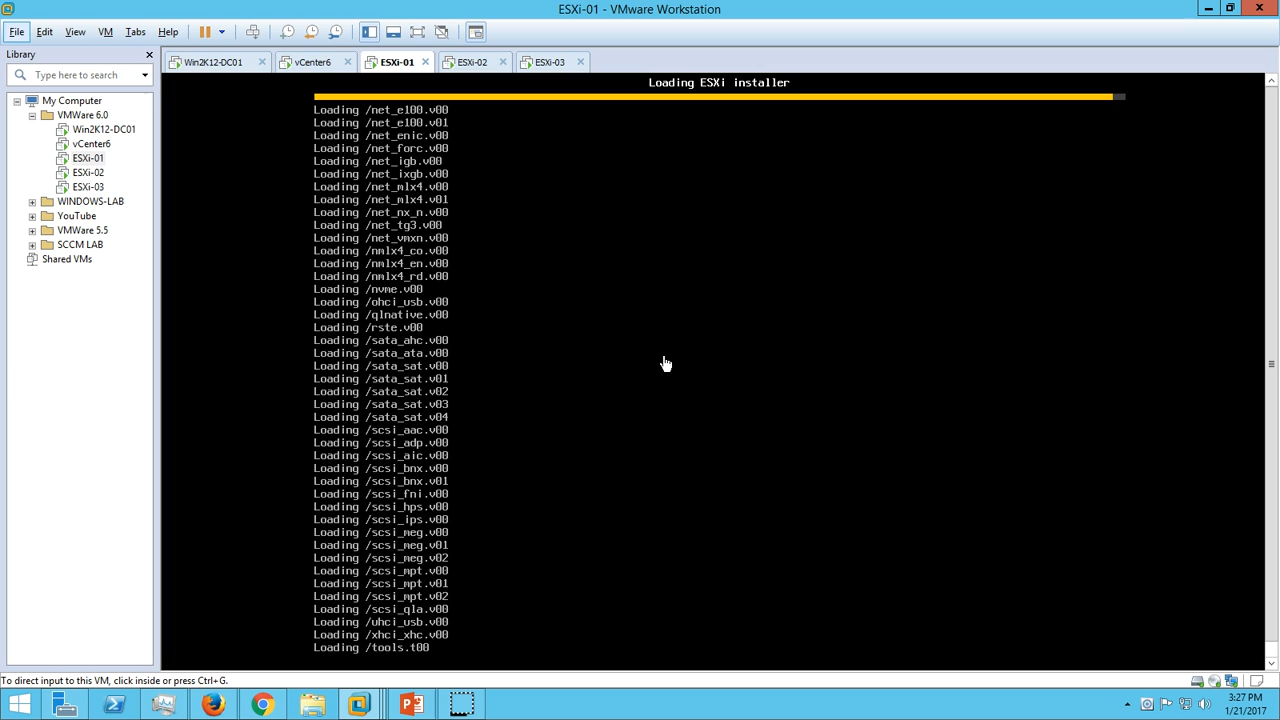 ESXi-01 - VMware Workstation
File Edit View VM Tabs Help
Library
Type here to search
My Computer
VMWare 6.0
Win2K12-DC01
vCenter6
ESXi-01
ESXi-02
ESXi-03
WINDOWS-LAB
YouTube
VMWare 5.5
SCCM LAB
Shared VMs
Win2K12-DC01 vCenter6 ESXi-01 ESXi-02 ESXi-03
Loading ESXi installer
Loading /net_e100.v00
Loading /net_e100.v01
Loading /net_enic.v00
Loading /net_forc.v00
Loading /net_igb.v00
Loading /net_ixgb.v00
Loading /net_mlx4.v00
Loading /net_mlx4.v01
Loading /net_nx_n.v00
Loading /net_tg3.v00
Loading /net_vmxn.v00
Loading /nmlx4_co.v00
Loading /nmlx4_en.v00
Loading /nmlx4_rd.v00
Loading /nvme.v00
Loading /ohci_usb.v00
Loading /qlnative.v00
Loading /rste.v00
Loading /sata_ahc.v00
Loading /sata_ata.v00
Loading /sata_sat.v00
Loading /sata_sat.v01
Loading /sata_sat.v02
Loading /sata_sat.v03
Loading /sata_sat.v04
Loading /scsi_aac.v00
Loading /scsi_adp.v00
Loading /scsi_aic.v00
Loading /scsi_bnx.v00
Loading /scsi_bnx.v01
Loading /scsi_fni.v00
Loading /scsi_hps.v00
Loading /scsi_ips.v00
Loading /scsi_meg.v00
Loading /scsi_meg.v01
Loading /scsi_meg.v02
Loading /scsi_mpt.v00
Loading /scsi_mpt.v01
Loading /scsi_mpt.v02
Loading /scsi_qla.v00
Loading /uhci_usb.v00
Loading /xhci_xhc.v00
Loading /tools.t00
To direct input to this VM, click inside or press Ctrl+G.
3:27 PM
1/21/2017